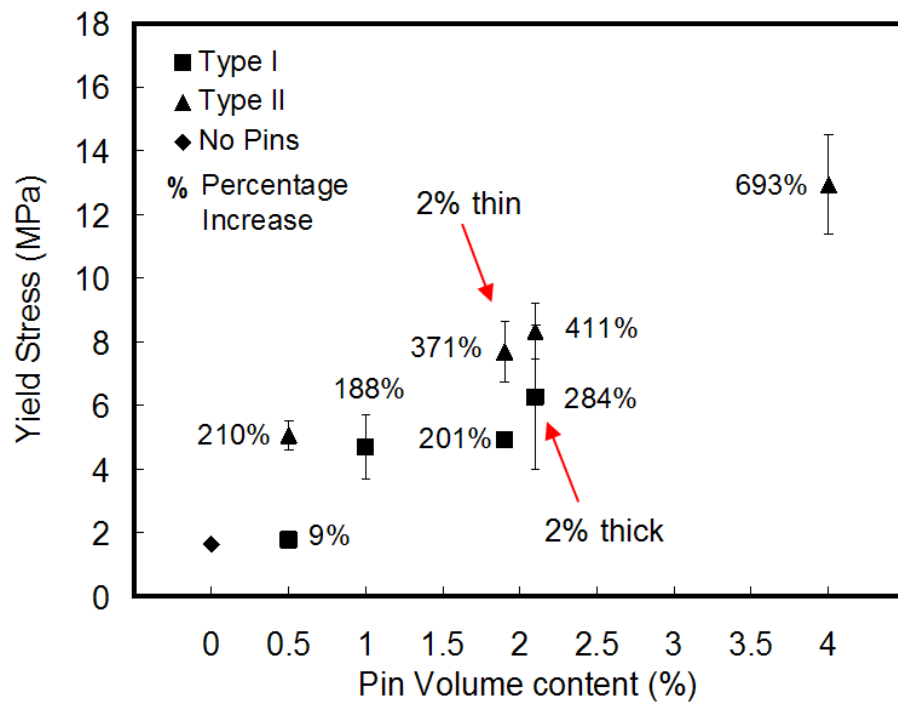 18
16
14
12
10
8
6
4
2
0
Yield Stress (MPa)
Type I
Type II
No Pins
% Percentage
Increase
2% thin
693%
371%
411%
188%
284%
210%
201%
9%
2% thick
0 0.5 1 1.5 2 2.5 3 3.5 4
Pin Volume content (%)